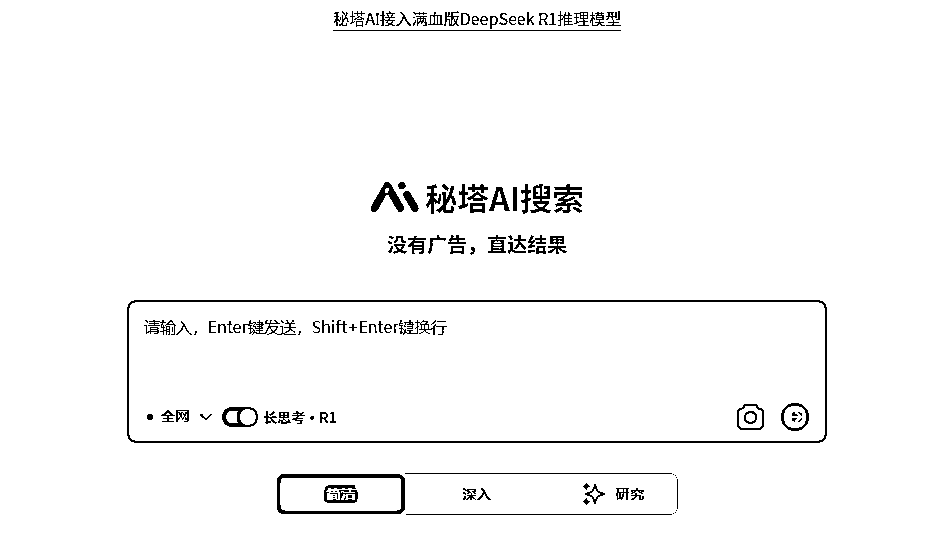 秘塔AI接入满血版DeepSeek R1推理模型
秘塔AI搜索
没有广告，直达结果
请输入，Enter键发送，Shift+Enter键换行
全网 长思考·R1
简洁 深入 研究